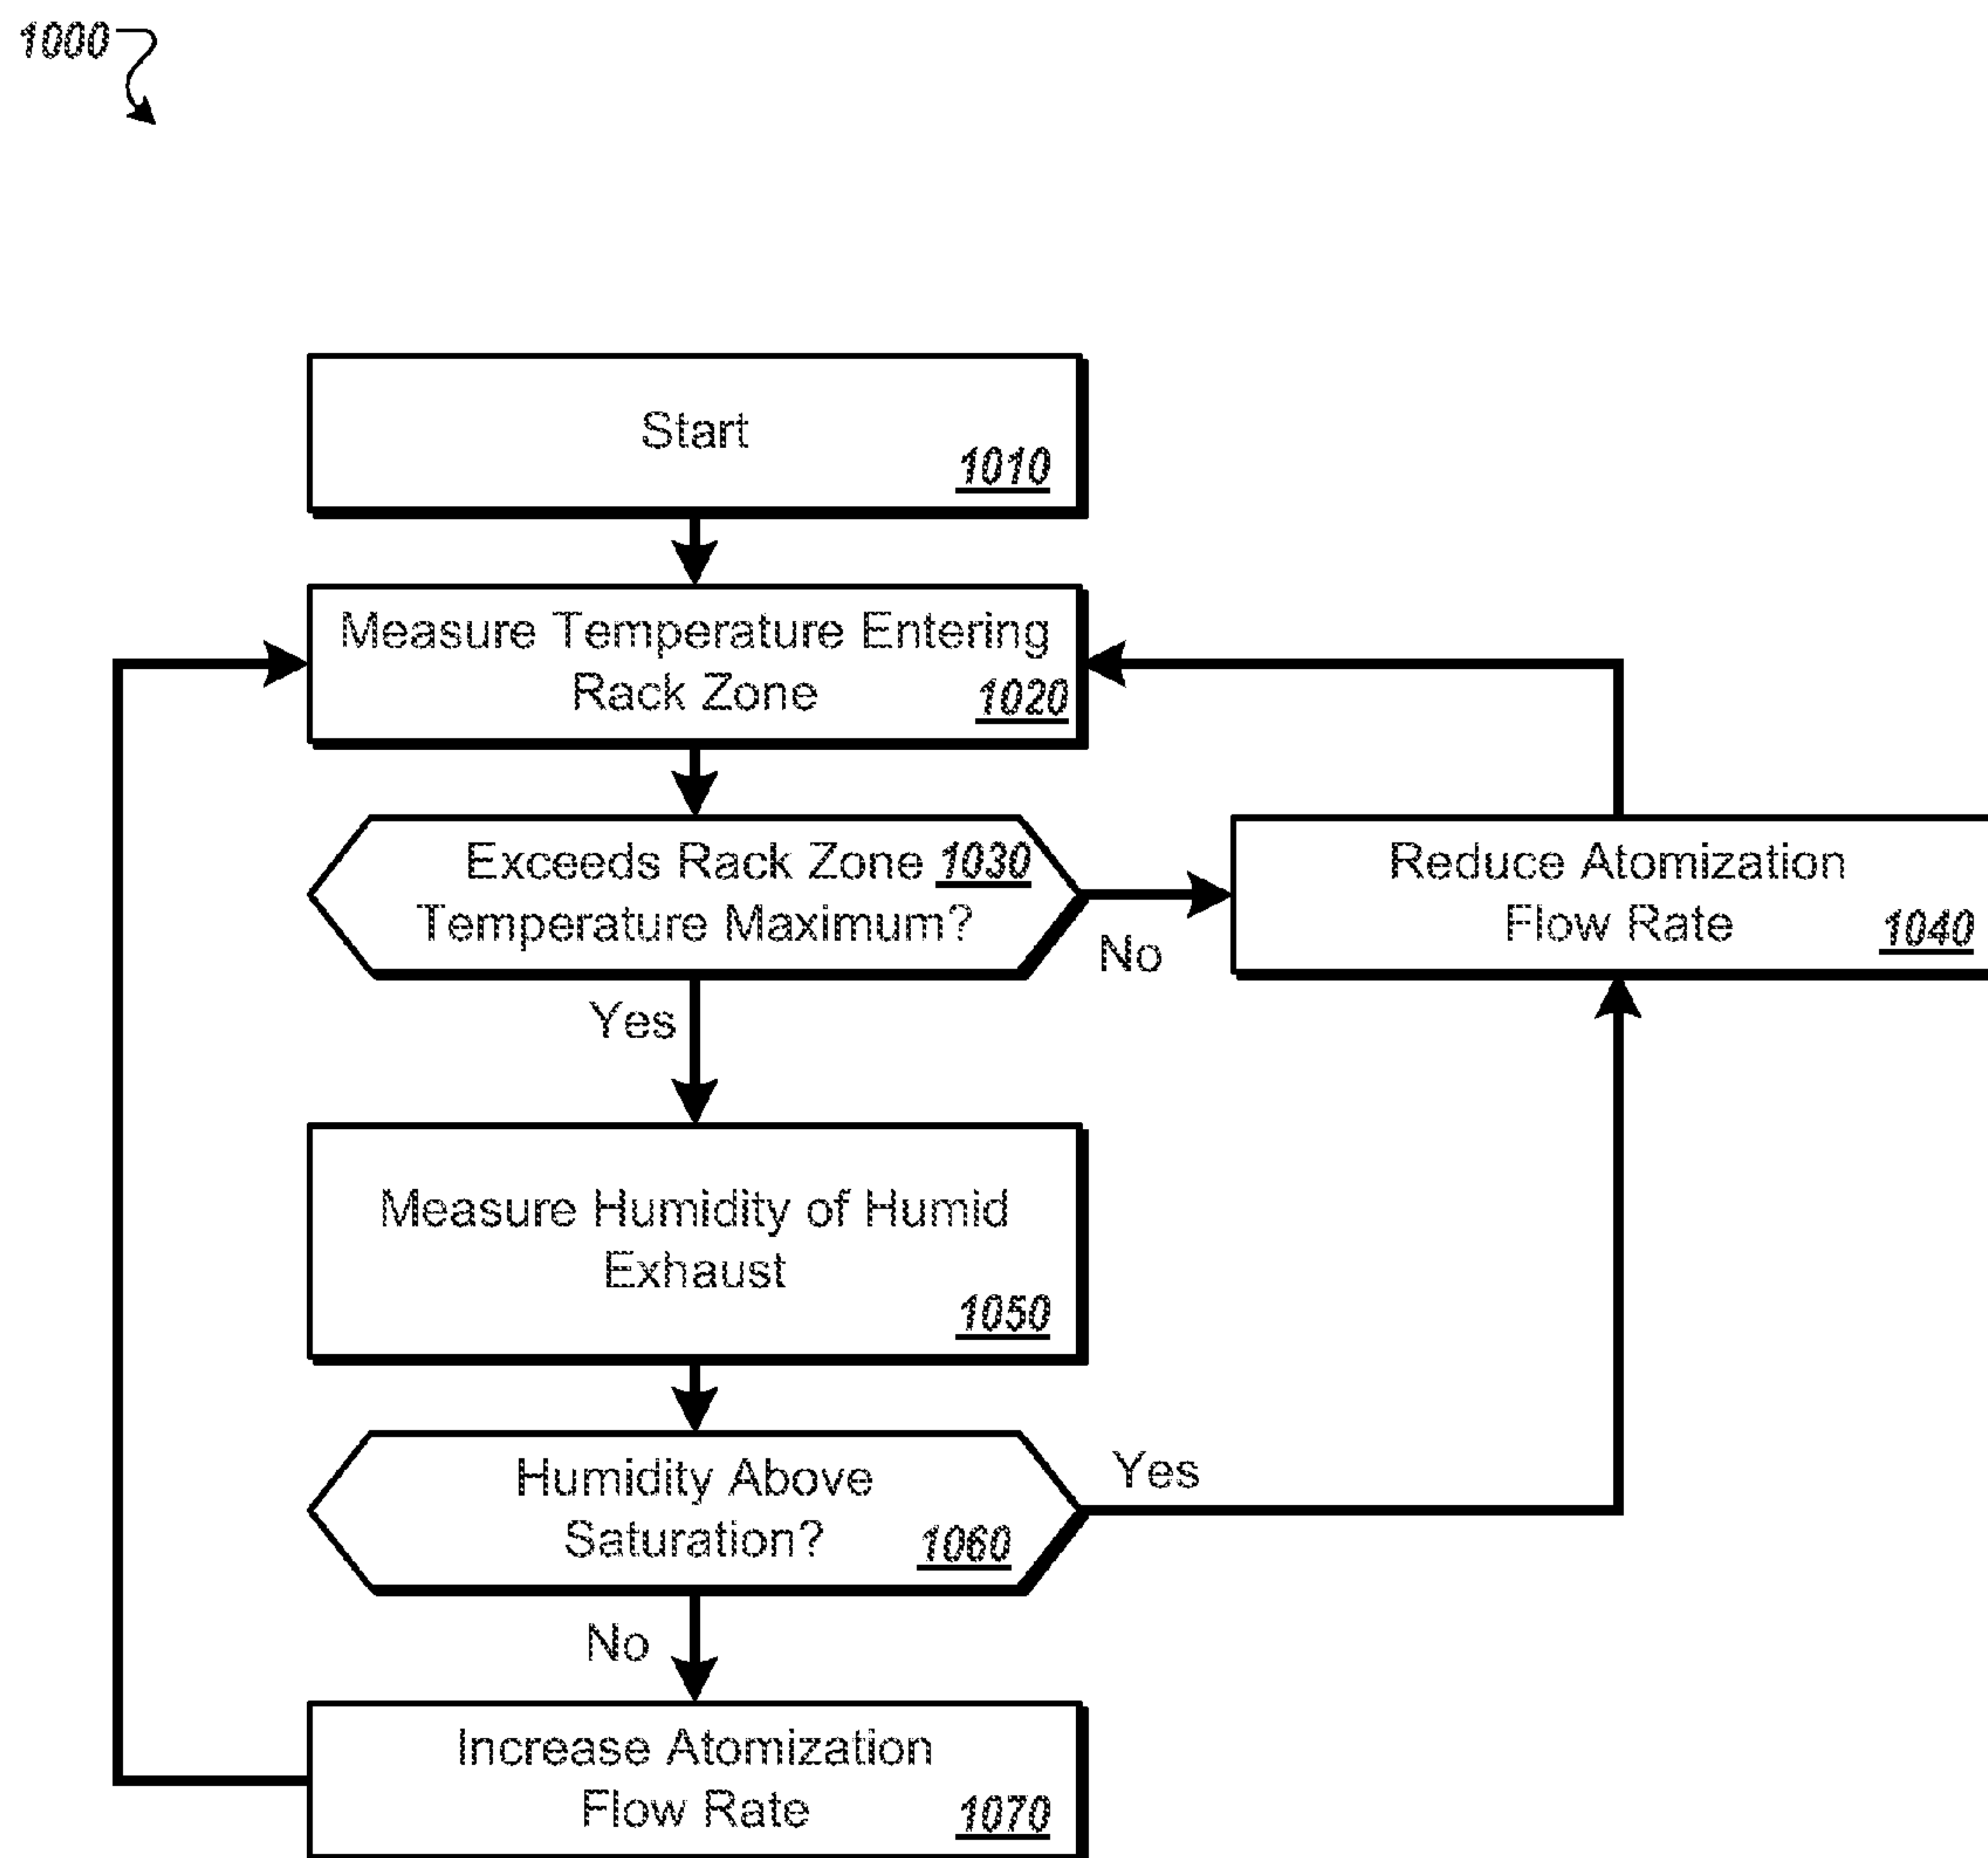 1000
Start
1010
Measure Temperature Entering
Rack Zone
1020
Exceeds Rack Zone 1030
Temperature Maximum?
No
Reduce Atomization
Flow Rate
1040
Yes
Measure Humidity of Humid
Exhaust
1050
Humidity Above
Saturation?
1060
Yes
No
Increase Atomization
Flow Rate
1070